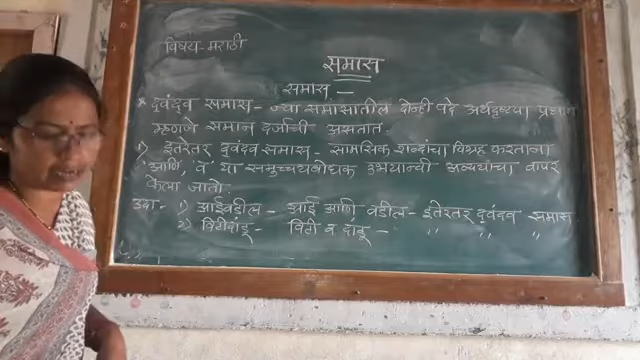 विषय-मराठी
समास
समास -
* द्वंद्व समास - ज्या समासातील दोन्ही पदे अर्थदृष्ट्या प्रधान
म्हणजे समान दर्जाची असतात.
१) इतरेतर द्वंद्व समास - सामासिक शब्दांचा विग्रह करताना
'आणि', 'व' या समुच्चयबोधक उभयान्वयी अव्ययांचा वापर
केला जातो.
उदा- १) आईवडील - आई आणि वडील - इतेरतर द्वंद्व समास
२) विटीदांडू - विटी व दांडू - " " "